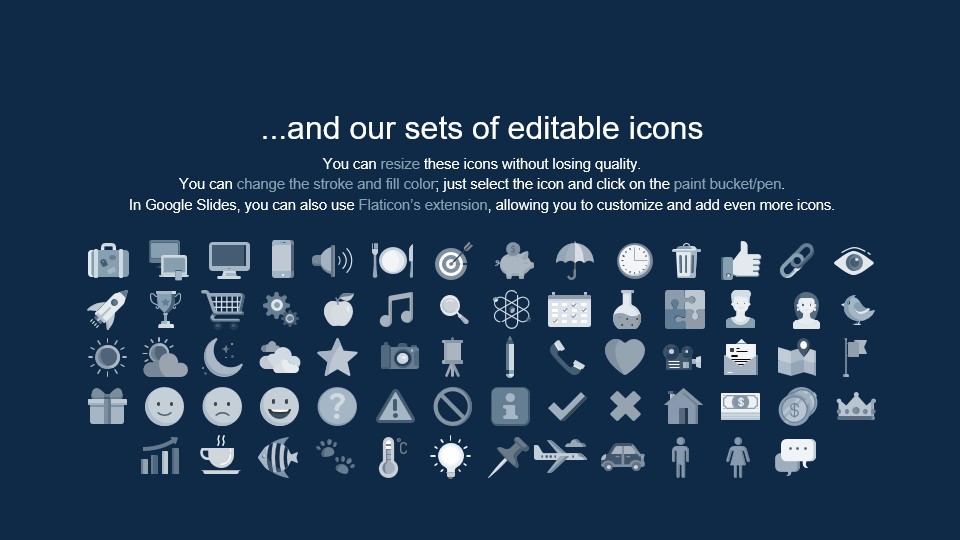 ...and our sets of editable icons
You can resize these icons without losing quality.
You can change the stroke and fill color; just select the icon and click on the paint bucket/pen.
In Google Slides, you can also use Flaticon’s extension, allowing you to customize and add even more icons.
$
?
!
i
$
$
°C